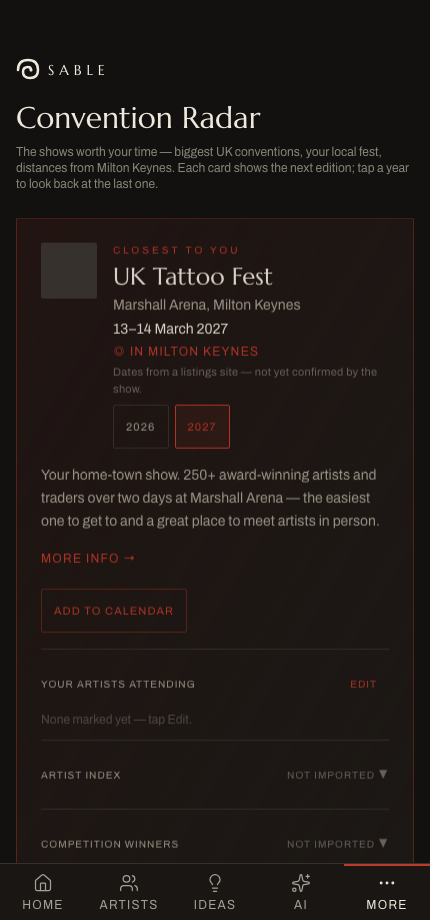 SABLE
Convention Radar
The shows worth your time — biggest UK conventions, your local fest,
distances from Milton Keynes. Each card shows the next edition; tap a year
to look back at the last one.
CLOSEST TO YOU
UK Tattoo Fest
Marshall Arena, Milton Keynes
13–14 March 2027
◎ IN MILTON KEYNES
Dates from a listings site — not yet confirmed by the
show.
2026 2027
Your home-town show. 250+ award-winning artists and
traders over two days at Marshall Arena — the easiest
one to get to and a great place to meet artists in person.
MORE INFO →
ADD TO CALENDAR
YOUR ARTISTS ATTENDING EDIT
None marked yet — tap Edit.
ARTIST INDEX NOT IMPORTED ▼
COMPETITION WINNERS NOT IMPORTED ▼
HOME ARTISTS IDEAS AI MORE